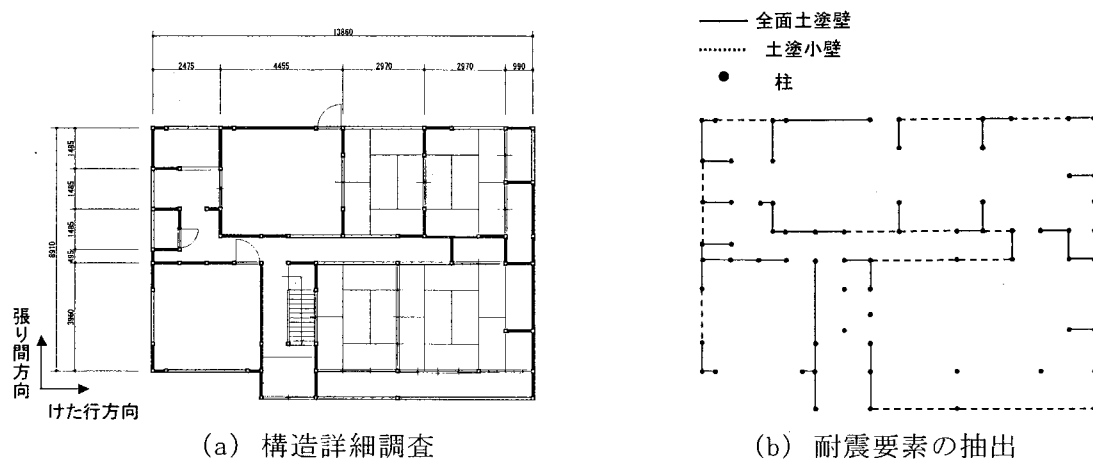 13860
2475 4455 2970 2970 990
1485
1485
1485
495
3960
8910
張り間方向
けた行方向
(a) 構造詳細調査
全面土塗壁
土塗小壁
柱
(b) 耐震要素の抽出